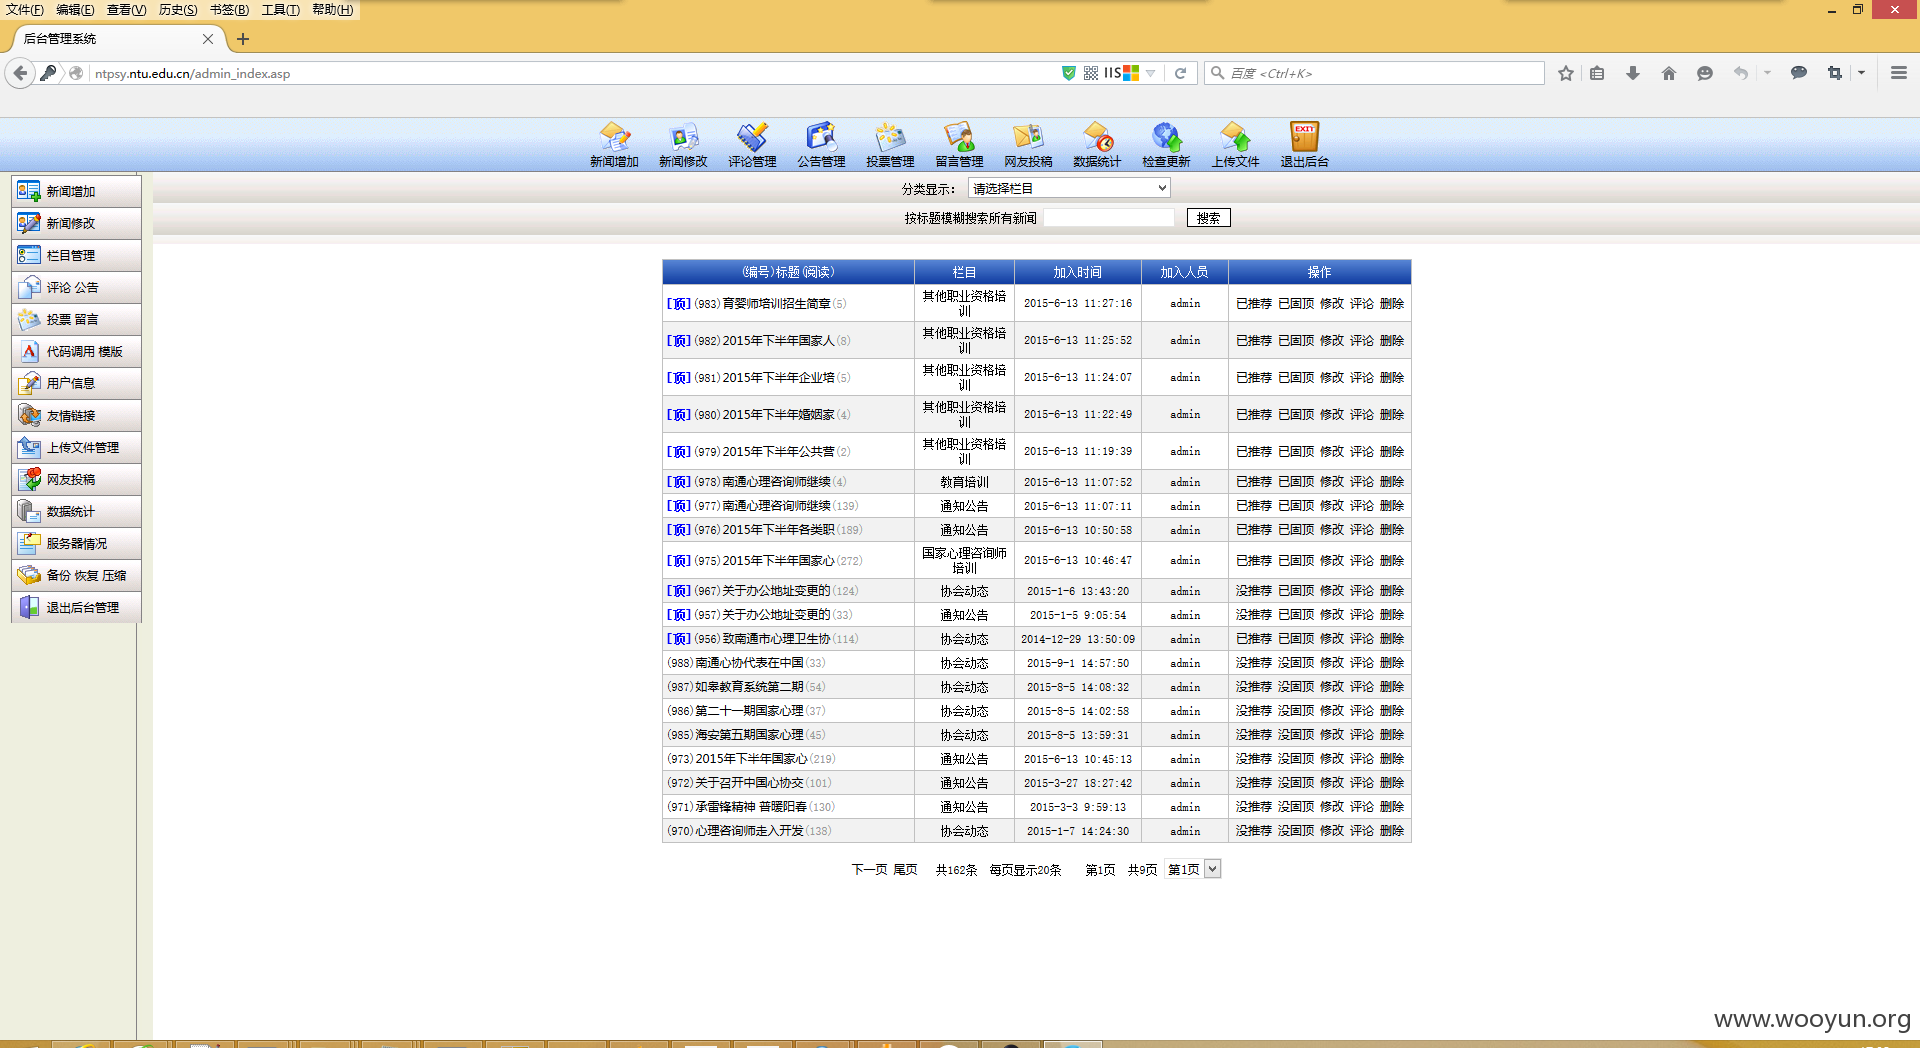 文件(F) 编辑(E) 查看(V) 历史(S) 书签(B) 工具(T) 帮助(H)
后台管理系统
ntpsy.ntu.edu.cn/admin_index.asp
IIS
百度 <Ctrl+K>
新闻增加 新闻修改 评论管理 公告管理 投票管理 留言管理 网友投稿 数据统计 检查更新 上传文件 退出后台
EXIT
新闻增加
新闻修改
栏目管理
评论 公告
投票 留言
代码调用 模版
用户信息
友情链接
上传文件管理
网友投稿
数据统计
服务器情况
备份 恢复 压缩
退出后台管理
分类显示： 请选择栏目
按标题模糊搜索所有新闻 搜索
(编号)标题(阅读) 栏目 加入时间 加入人员 操作
[顶] (983)育婴师培训招生简章(5) 其他职业资格培训 2015-6-13 11:27:16 admin 已推荐 已固顶 修改 评论 删除
[顶] (982)2015年下半年国家人(8) 其他职业资格培训 2015-6-13 11:25:52 admin 已推荐 已固顶 修改 评论 删除
[顶] (981)2015年下半年企业培(5) 其他职业资格培训 2015-6-13 11:24:07 admin 已推荐 已固顶 修改 评论 删除
[顶] (980)2015年下半年婚姻家(4) 其他职业资格培训 2015-6-13 11:22:49 admin 已推荐 已固顶 修改 评论 删除
[顶] (979)2015年下半年公共营(2) 其他职业资格培训 2015-6-13 11:19:39 admin 已推荐 已固顶 修改 评论 删除
[顶] (978)南通心理咨询师继续(4) 教育培训 2015-6-13 11:07:52 admin 已推荐 已固顶 修改 评论 删除
[顶] (977)南通心理咨询师继续(139) 通知公告 2015-6-13 11:07:11 admin 已推荐 已固顶 修改 评论 删除
[顶] (976)2015年下半年各类职(189) 通知公告 2015-6-13 10:50:58 admin 已推荐 已固顶 修改 评论 删除
[顶] (975)2015年下半年国家心(272) 国家心理咨询师培训 2015-6-13 10:46:47 admin 已推荐 已固顶 修改 评论 删除
[顶] (967)关于办公地址变更的(124) 协会动态 2015-1-6 13:43:20 admin 没推荐 已固顶 修改 评论 删除
[顶] (957)关于办公地址变更的(33) 通知公告 2015-1-5 9:05:54 admin 没推荐 已固顶 修改 评论 删除
[顶] (956)致南通市心理卫生协(114) 协会动态 2014-12-29 13:50:09 admin 已推荐 已固顶 修改 评论 删除
(988)南通心协代表在中国(33) 协会动态 2015-9-1 14:57:50 admin 没推荐 没固顶 修改 评论 删除
(987)如皋教育系统第二期(54) 协会动态 2015-8-5 14:08:32 admin 没推荐 没固顶 修改 评论 删除
(986)第二十一期国家心理(37) 协会动态 2015-8-5 14:02:58 admin 没推荐 没固顶 修改 评论 删除
(985)海安第五期国家心理(45) 协会动态 2015-8-5 13:59:31 admin 没推荐 没固顶 修改 评论 删除
(973)2015年下半年国家心(219) 通知公告 2015-6-13 10:45:13 admin 没推荐 没固顶 修改 评论 删除
(972)关于召开中国心协交(101) 通知公告 2015-3-27 18:27:42 admin 没推荐 没固顶 修改 评论 删除
(971)承雷锋精神 普暖阳春(130) 通知公告 2015-3-3 9:59:13 admin 没推荐 没固顶 修改 评论 删除
(970)心理咨询师走入开发(138) 协会动态 2015-1-7 14:24:30 admin 没推荐 没固顶 修改 评论 删除
下一页 尾页 共162条 每页显示20条 第1页 共9页 第1页
www.wooyun.org